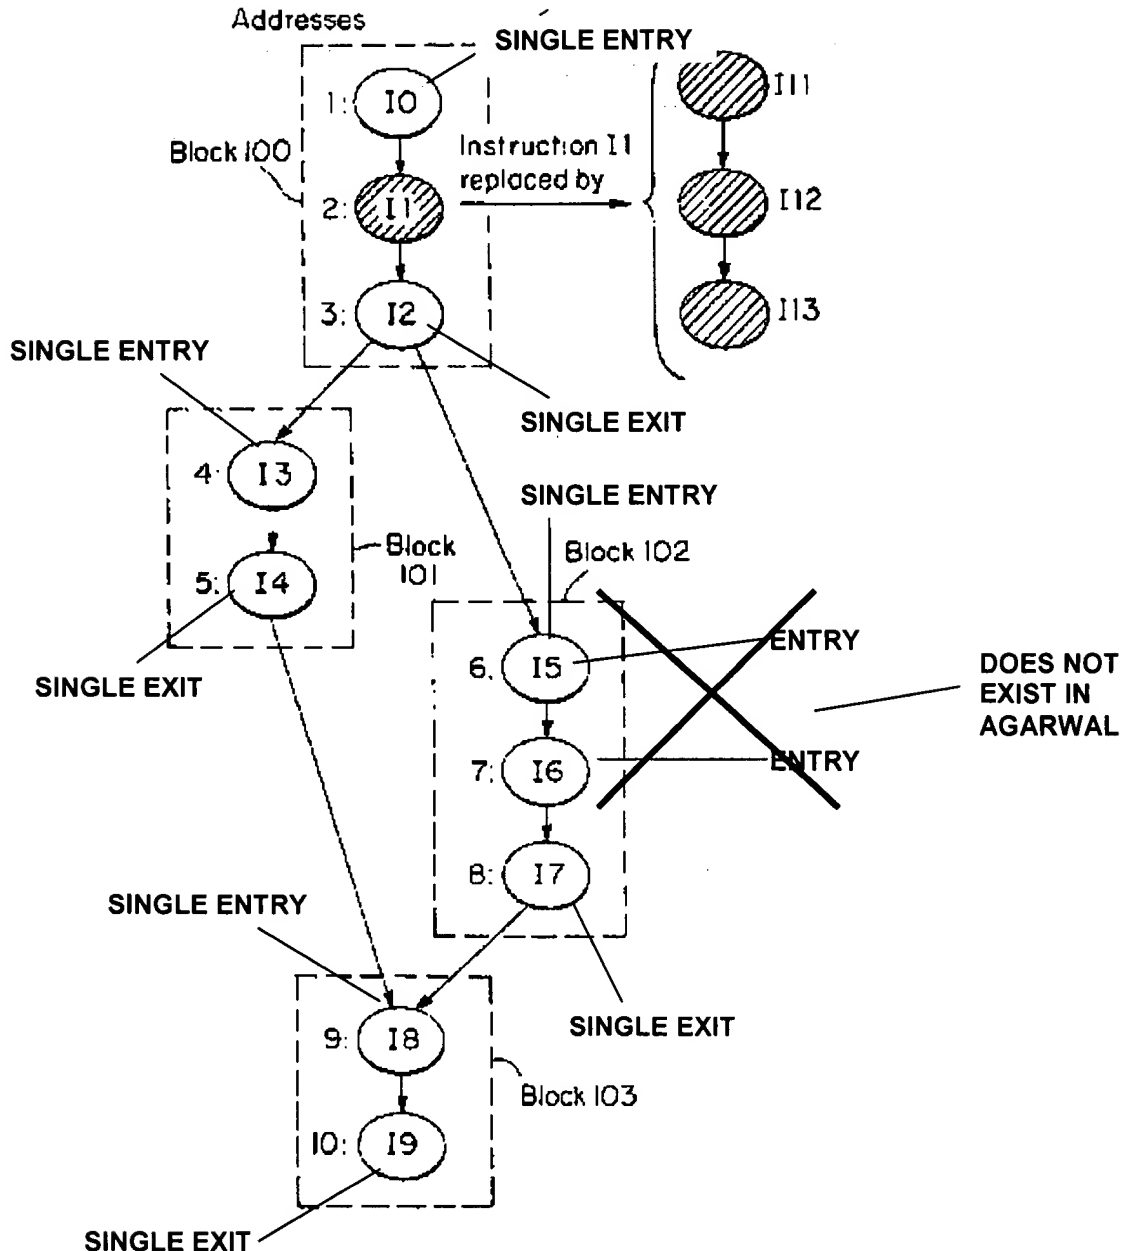 Addresses
SINGLE ENTRY
1: I0
I11
Block 100
Instruction I1
replaced by
2: I1
I12
3: I2
I13
SINGLE ENTRY
SINGLE EXIT
4: I3
SINGLE ENTRY
Block
101
Block 102
5: I4
ENTRY
6. I5
DOES NOT
EXIST IN
AGARWAL
SINGLE EXIT
7: I6
ENTRY
8: I7
SINGLE ENTRY
SINGLE EXIT
9: I8
Block 103
10: I9
SINGLE EXIT